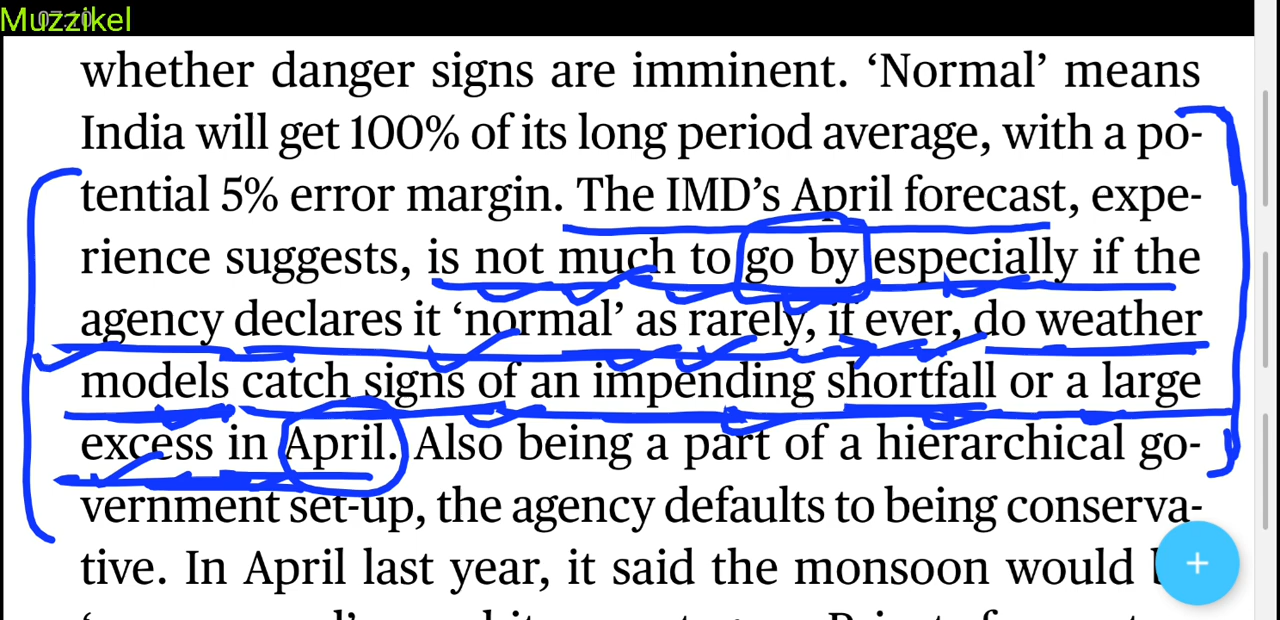 Muzzikel
whether danger signs are imminent. ‘Normal’ means
India will get 100% of its long period average, with a po-
tential 5% error margin. The IMD’s April forecast, expe-
rience suggests, is not much to go by especially if the
agency declares it ‘normal’ as rarely, if ever, do weather
models catch signs of an impending shortfall or a large
excess in April. Also being a part of a hierarchical go-
vernment set-up, the agency defaults to being conserva-
tive. In April last year, it said the monsoon would